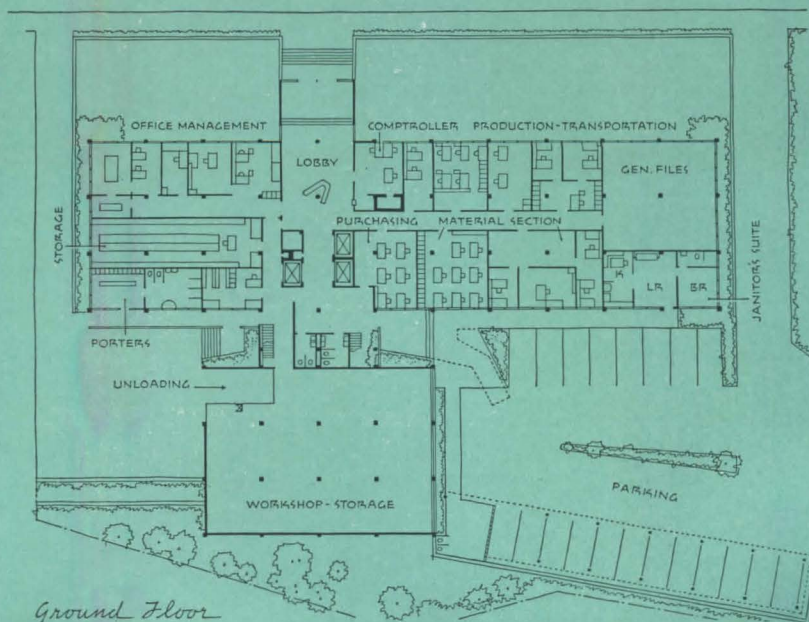 OFFICE MANAGEMENT
COMPTROLLER PRODUCTION-TRANSPORTATION
LOBBY
GEN. FILES
STORAGE
PURCHASING MATERIAL SECTION
K
LR
BR
JANITOR'S SUITE
PORTERS
UNLOADING
PARKING
WORKSHOP-STORAGE
Ground Floor